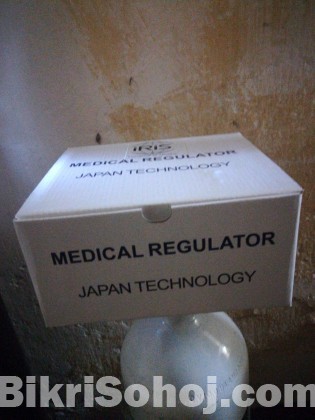 iRiS
MEDICAL REGULATOR
JAPAN TECHNOLOGY
MEDICAL REGULATOR
JAPAN TECHNOLOGY
BikriSohoj.com